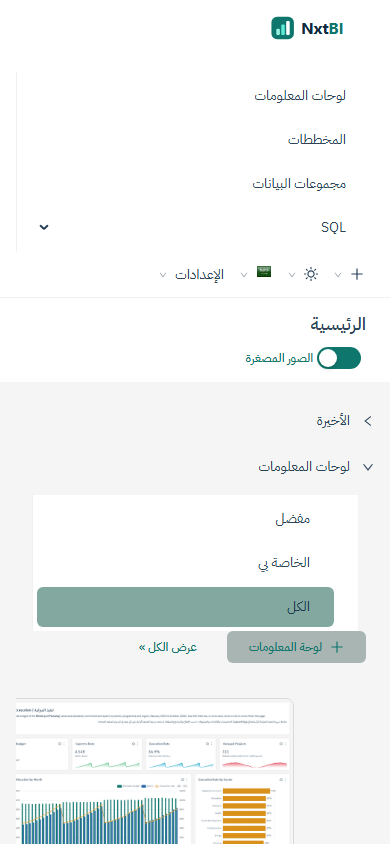 NxtBI
لوحات المعلومات
المخططات
مجموعات البيانات
SQL
الإعدادات
الرئيسية
الصور المصغرة
الأخيرة
لوحات المعلومات
مفضل
الخاصة بي
الكل
لوحة المعلومات
عرض الكل »